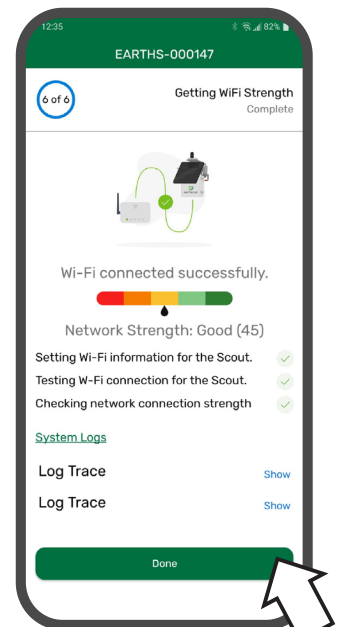 12:35
82%
EARTHS-000147
6 of 6
Getting WiFi Strength
Complete
Wi-Fi connected successfully.
Network Strength: Good (45)
Setting Wi-Fi information for the Scout.
Testing W-Fi connection for the Scout.
Checking network connection strength
System Logs
Log Trace
Show
Log Trace
Show
Done